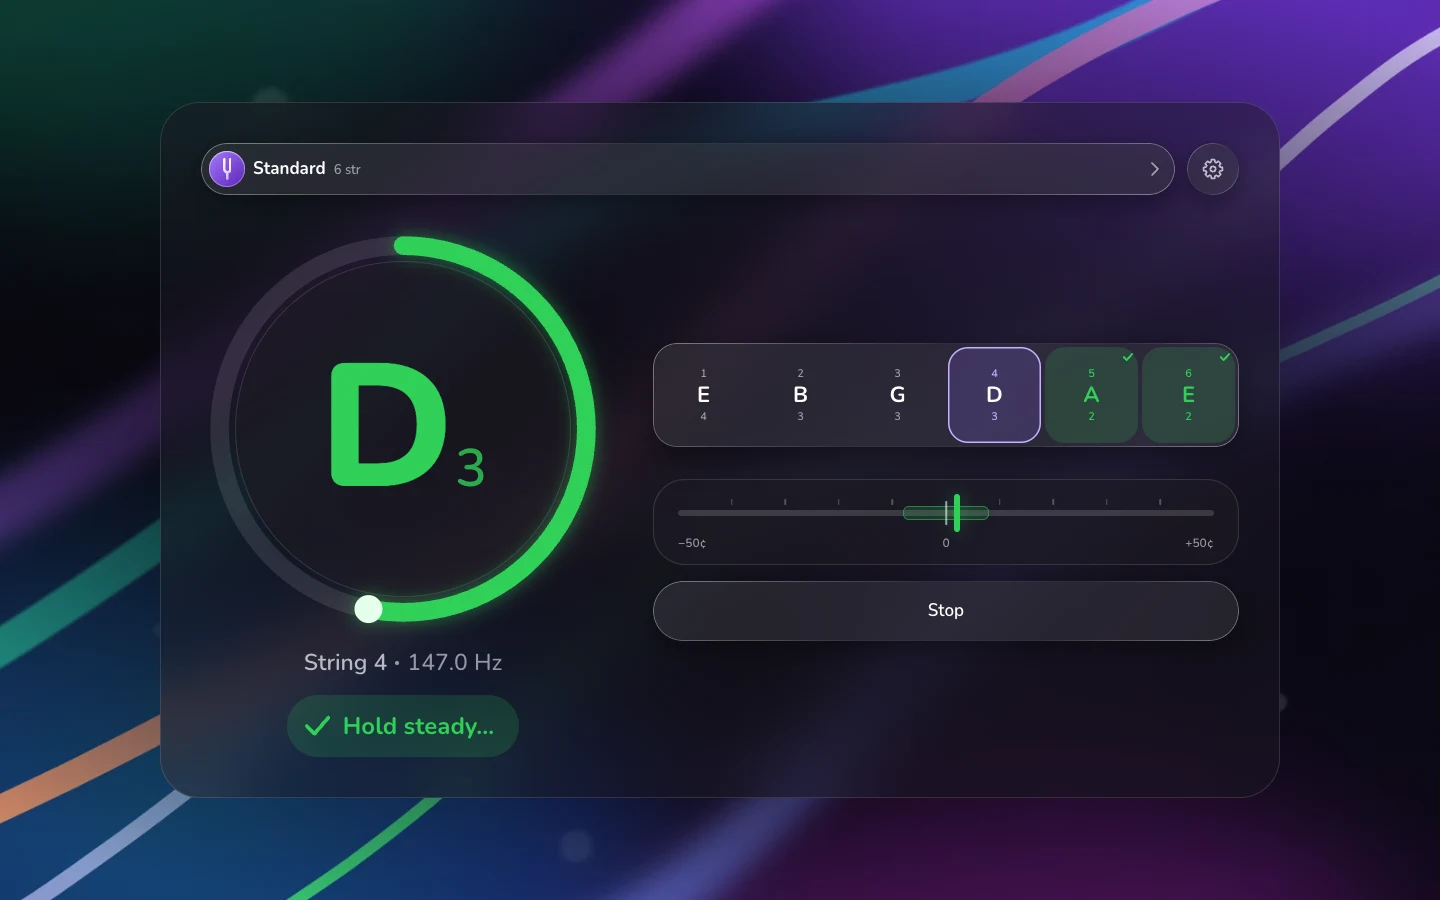 Standard 6 str
D3
String 4 • 147.0 Hz
Hold steady...
1 2 3 4 5 6
E B G D A E
4 3 3 3 2 2
−50¢ 0 +50¢
Stop